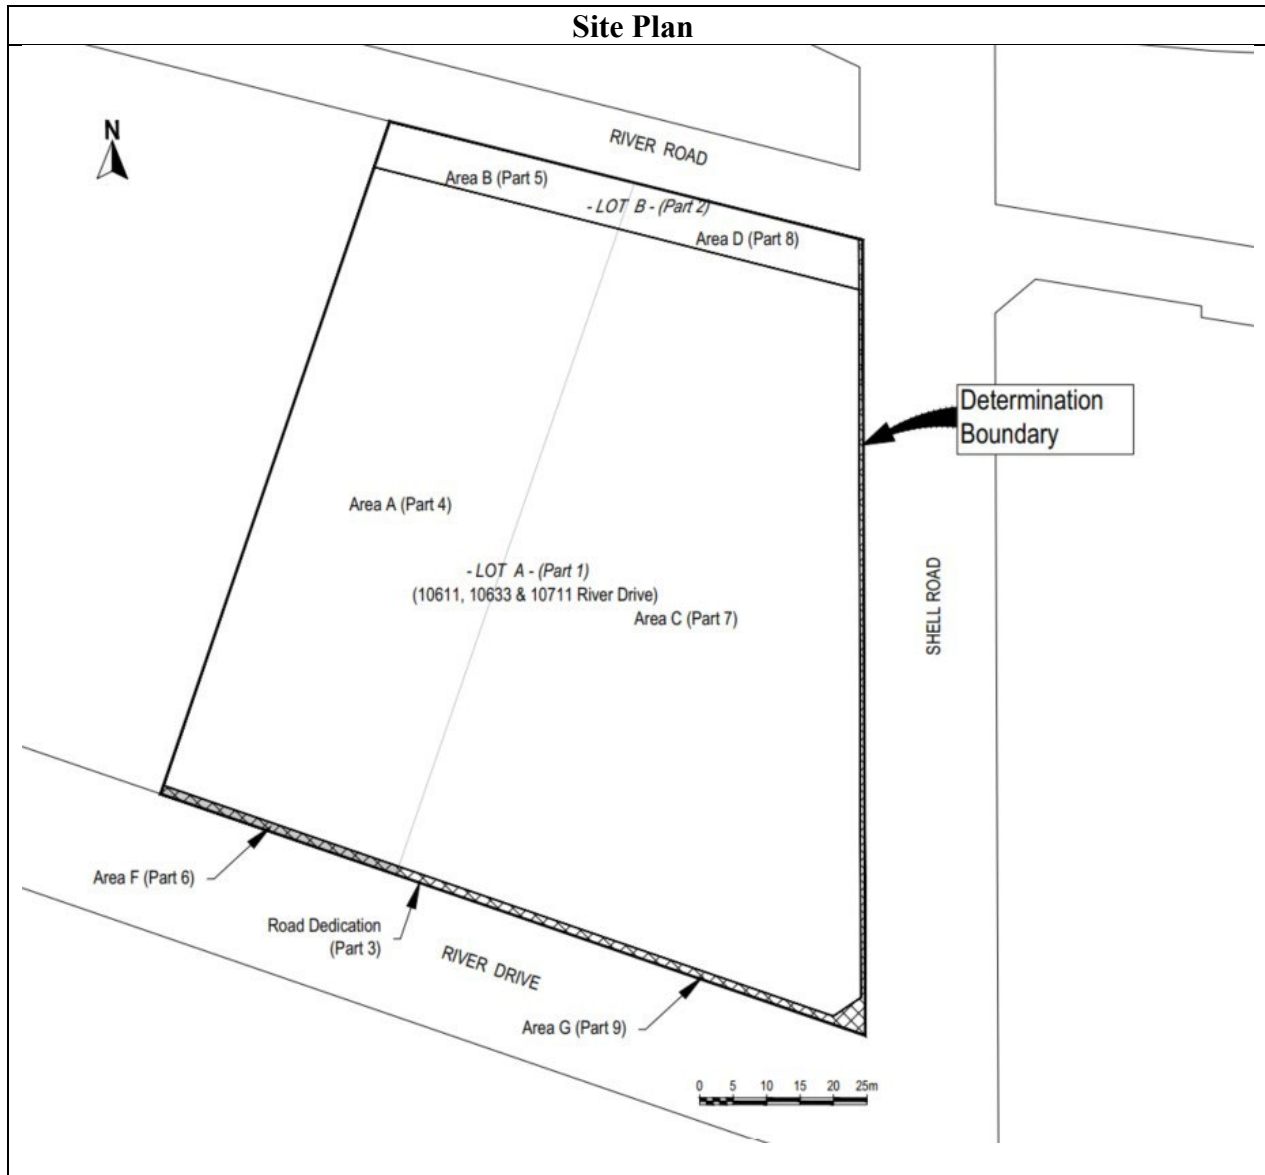 Site Plan
N
RIVER ROAD
Area B (Part 5)
- LOT B - (Part 2)
Area D (Part 8)
Determination
Boundary
Area A (Part 4)
- LOT A - (Part 1)
(10611, 10633 & 10711 River Drive)
Area C (Part 7)
SHELL ROAD
Area F (Part 6)
Road Dedication
(Part 3)
RIVER DRIVE
Area G (Part 9)
0 5 10 15 20 25m